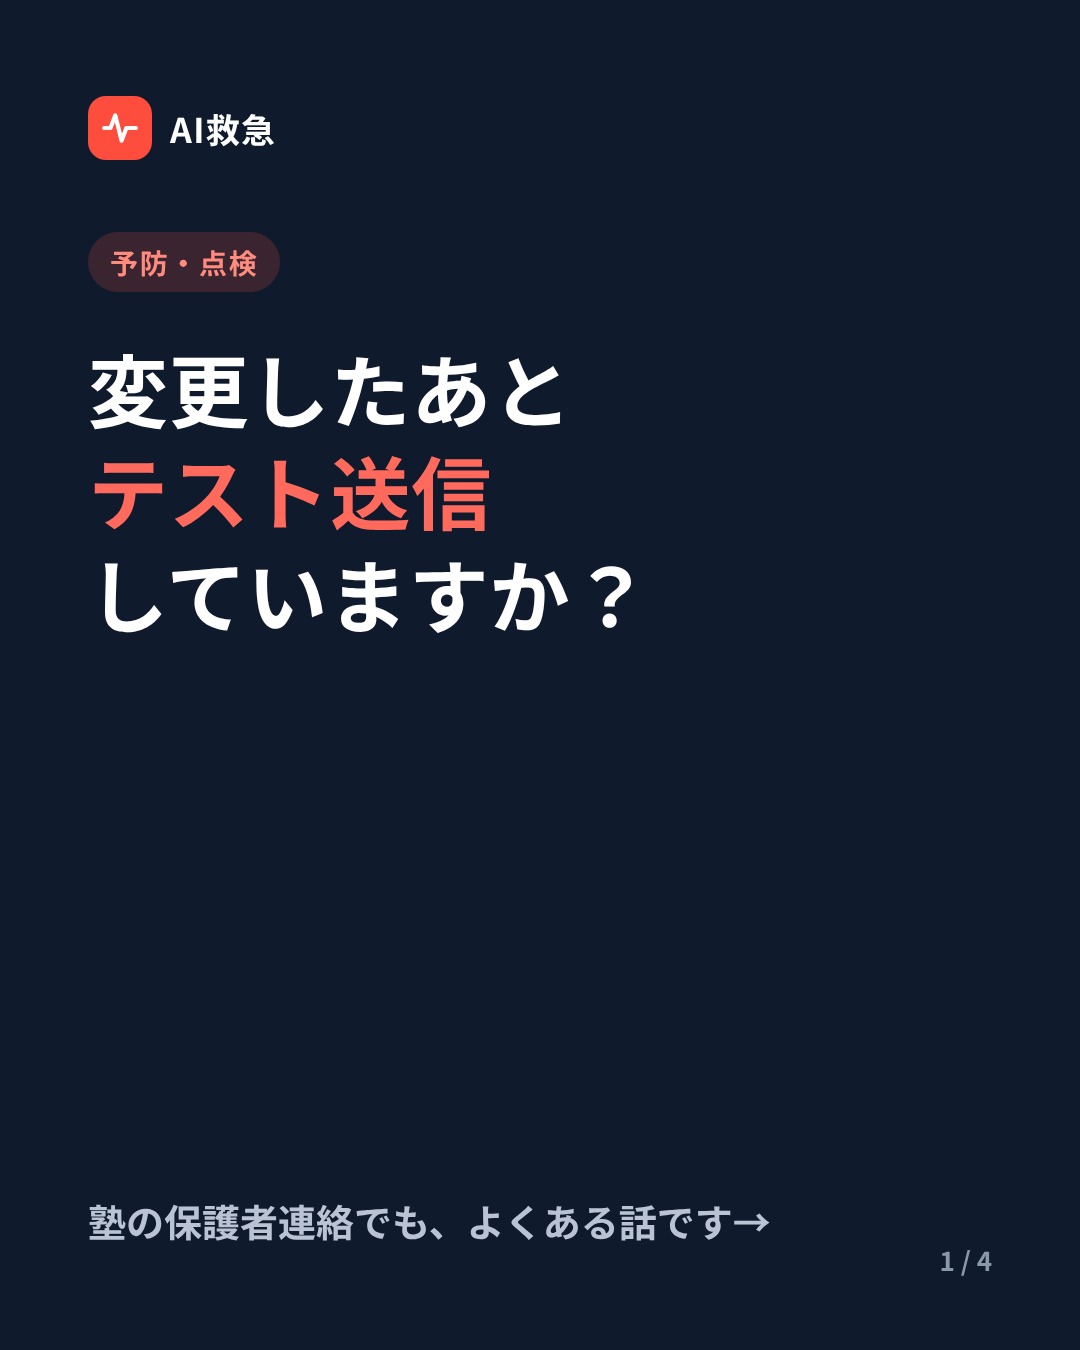 AI救急
予防・点検
変更したあと
テスト送信
していますか？
塾の保護者連絡でも、よくある話です→
1 / 4